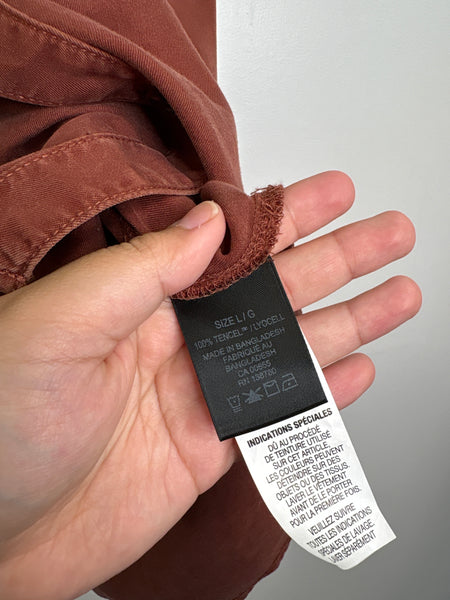 SIZE L / G
100% TENCEL™ / LYOCELL
MADE IN BANGLADESH
FABRIQUÉ AU
BANGLADESH
CA 00855
RN 138780
INDICATIONS SPÉCIALES
DÛ AU PROCÉDÉ
DE TEINTURE UTILISÉ
SUR CET ARTICLE,
LES COULEURS PEUVENT
DÉTEINDRE SUR DES
OBJETS OU DES TISSUS.
LAVER LE VÊTEMENT
AVANT DE LE PORTER
POUR LA PREMIÈRE FOIS.
VEUILLEZ SUIVRE
TOUTES LES INDICATIONS
SPÉCIALES DE LAVAGE.
LAVER SÉPARÉMENT